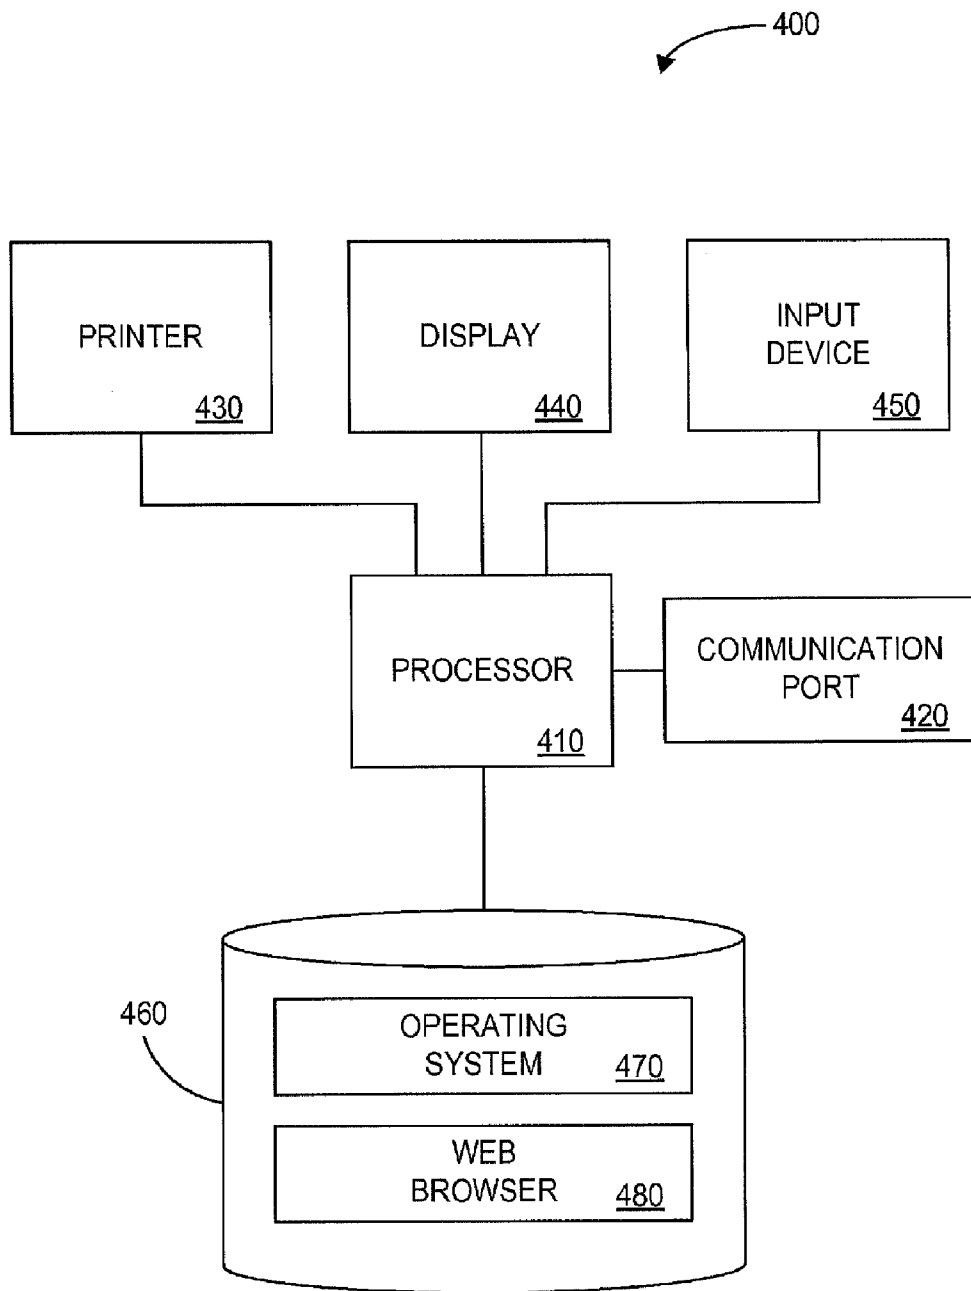 400
PRINTER
430
DISPLAY
440
INPUT
DEVICE
450
PROCESSOR
410
COMMUNICATION
PORT
420
460
OPERATING
SYSTEM
470
WEB
BROWSER
480